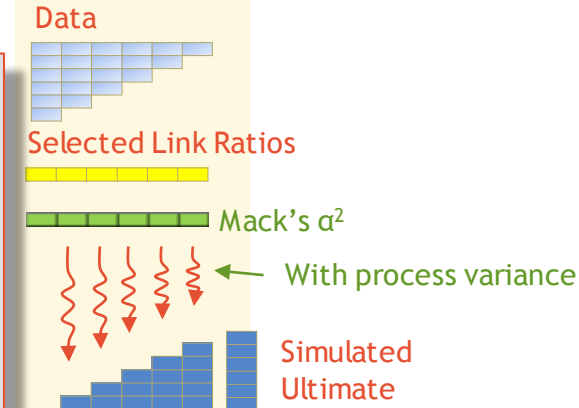 Data
Selected Link Ratios
Mack's α²
With process variance
Simulated
Ultimate